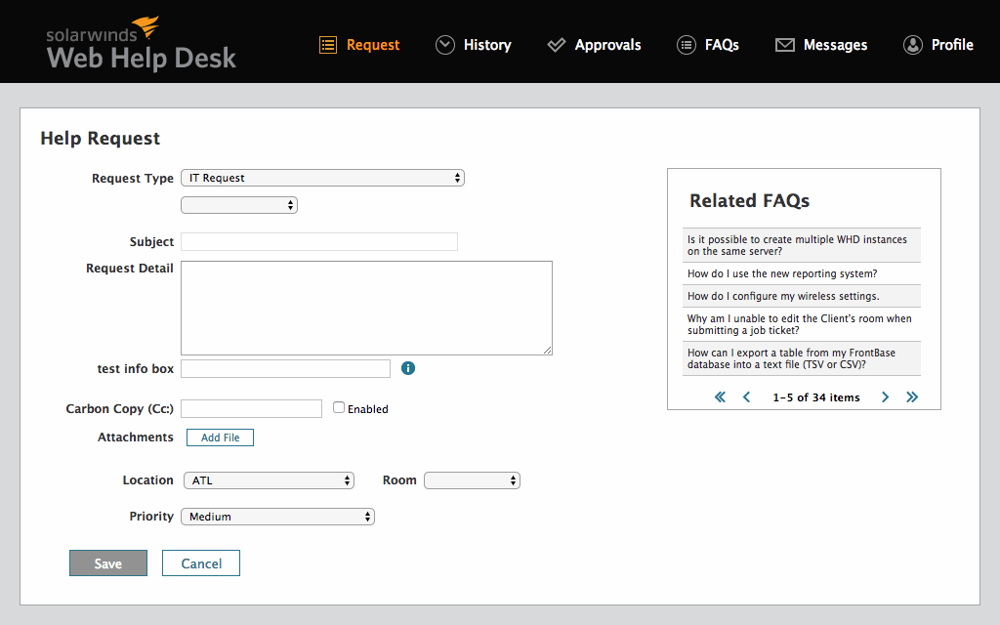 solarwinds
Web Help Desk
Request
History
Approvals
FAQs
Messages
Profile
Help Request
Request Type
IT Request
Subject
Request Detail
test info box
Carbon Copy (Cc:)
Enabled
Attachments
Add File
Location
ATL
Room
Priority
Medium
Save
Cancel
Related FAQs
Is it possible to create multiple WHD instances
on the same server?
How do I use the new reporting system?
How do I configure my wireless settings.
Why am I unable to edit the Client's room when
submitting a job ticket?
How can I export a table from my FrontBase
database into a text file (TSV or CSV)?
1-5 of 34 items